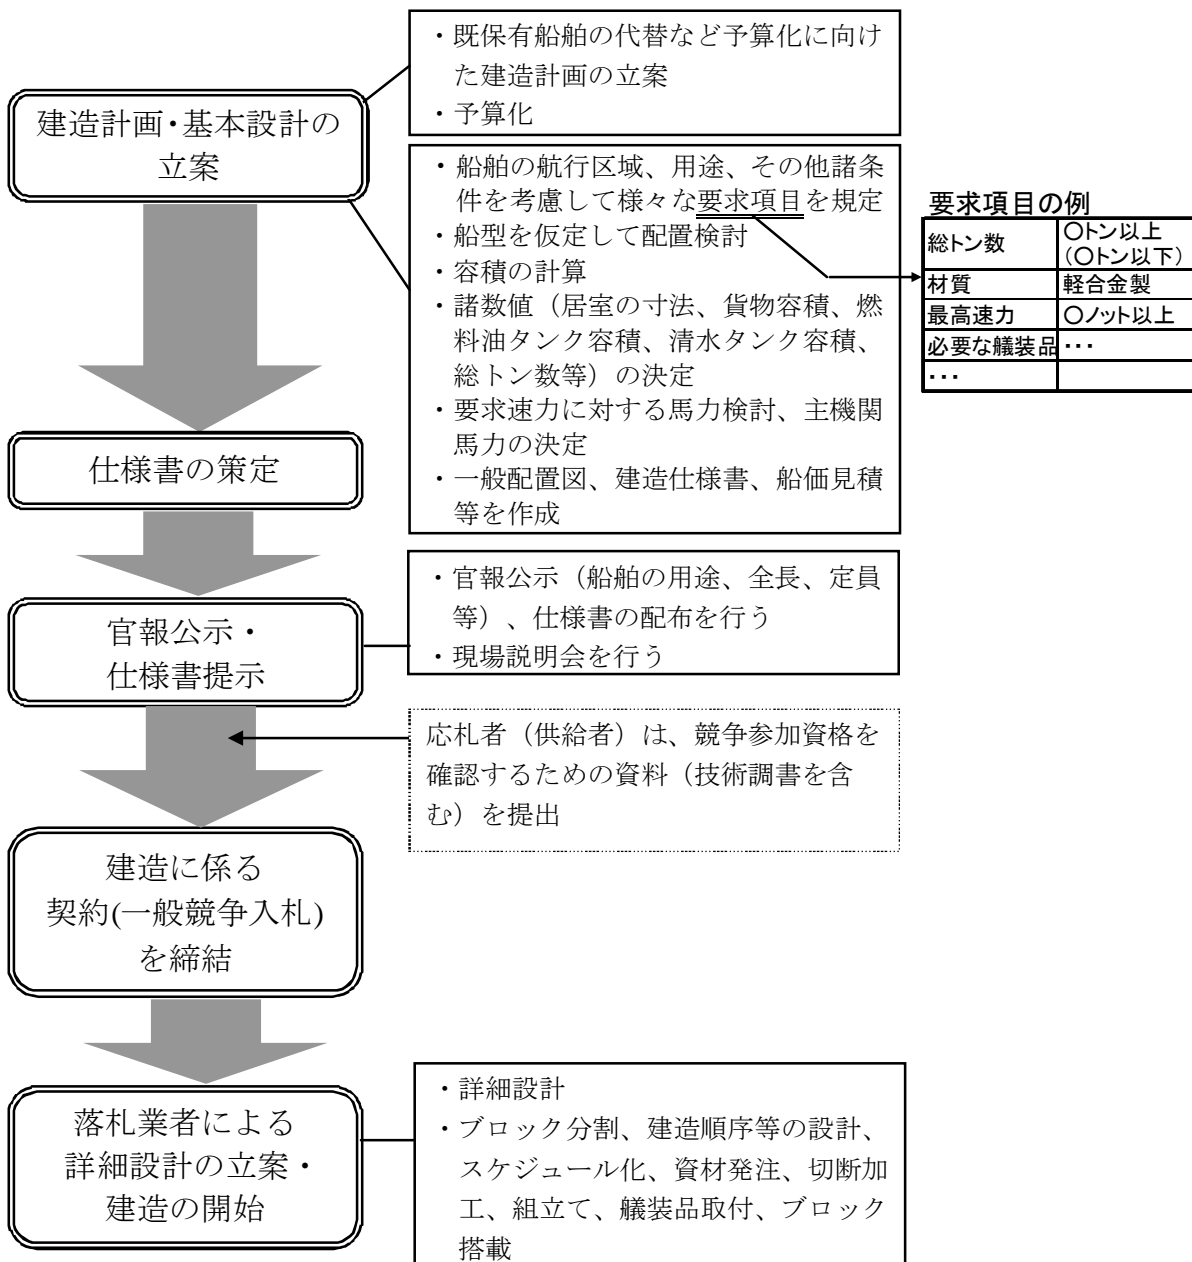 ・既保有船舶の代替など予算化に向け
た建造計画の立案
・予算化
建造計画・基本設計の
立案
・船舶の航行区域、用途、その他諸条
件を考慮して様々な要求項目を規定
・船型を仮定して配置検討
・容積の計算
・諸数値（居室の寸法、貨物容積、燃
料油タンク容積、清水タンク容積、
総トン数等）の決定
・要求速力に対する馬力検討、主機関
馬力の決定
・一般配置図、建造仕様書、船価見積
等を作成
要求項目の例
総トン数 〇トン以上
（〇トン以下）
材質 軽合金製
最高速力 〇ノット以上
必要な艤装品 ・・・
・・・
仕様書の策定
官報公示・
仕様書提示
・官報公示（船舶の用途、全長、定員
等）、仕様書の配布を行う
・現場説明会を行う
応札者（供給者）は、競争参加資格を
確認するための資料（技術調書を含
む）を提出
建造に係る
契約(一般競争入札)
を締結
落札業者による
詳細設計の立案・
建造の開始
・詳細設計
・ブロック分割、建造順序等の設計、
スケジュール化、資材発注、切断加
工、組立て、艤装品取付、ブロック
搭載